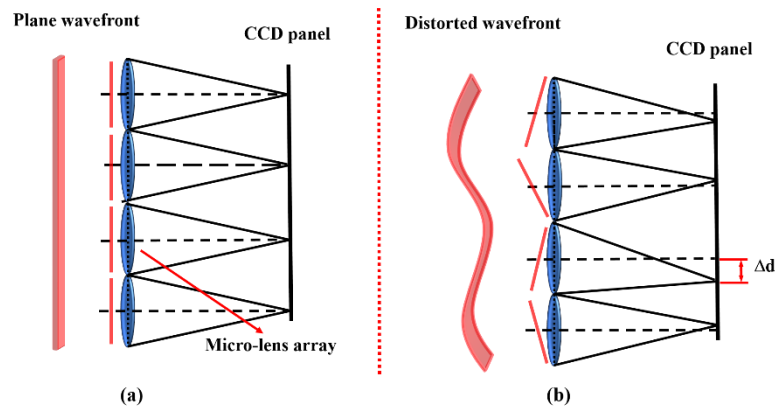 Plane wavefront
CCD panel
Micro-lens array
(a)
Distorted wavefront
CCD panel
Δd
(b)